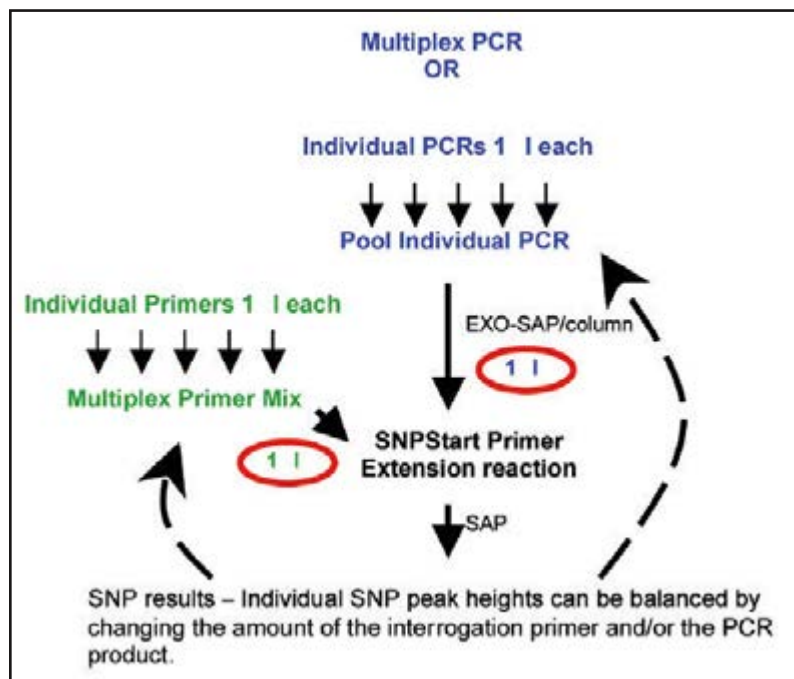 Multiplex PCR
OR
Individual PCRs 1 l each
Pool Individual PCR
Individual Primers 1 l each
EXO-SAP/column
1 l
Multiplex Primer Mix
SNPStart Primer
Extension reaction
1 l
SAP
SNP results – Individual SNP peak heights can be balanced by
changing the amount of the interrogation primer and/or the PCR
product.